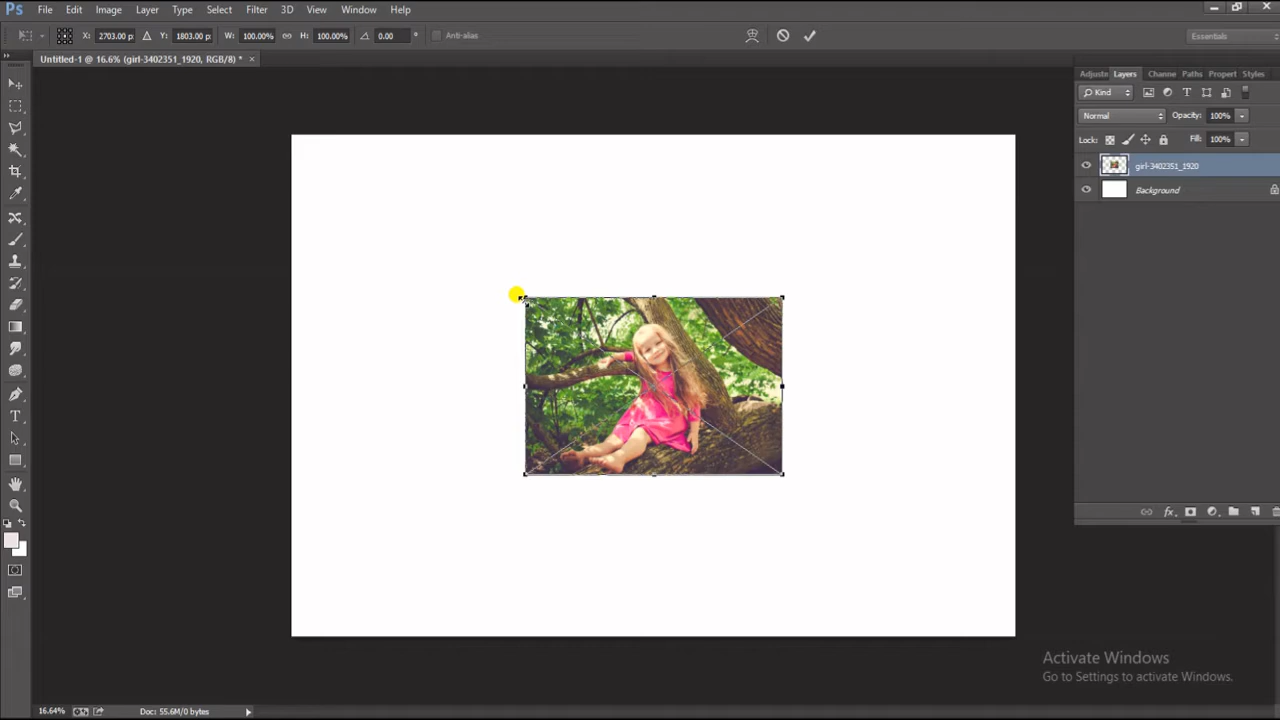 Ps File Edit Image Layer Type Select Filter 3D View Window Help
X: 2703.00 p Y: 1803.00 p W: 100.00% H: 100.00% 0.00 ° Anti-alias Essentials
Untitled-1 @ 16.6% (girl-3402351_1920, RGB/8) * ×
Adjustn Layers Channe Paths Propert Styles
Kind T
Normal Opacity: 100%
Lock: Fill: 100%
girl-3402351_1920
Background
fx
T
Activate Windows
Go to Settings to activate Windows.
16.64% Doc: 55.6M/0 bytes